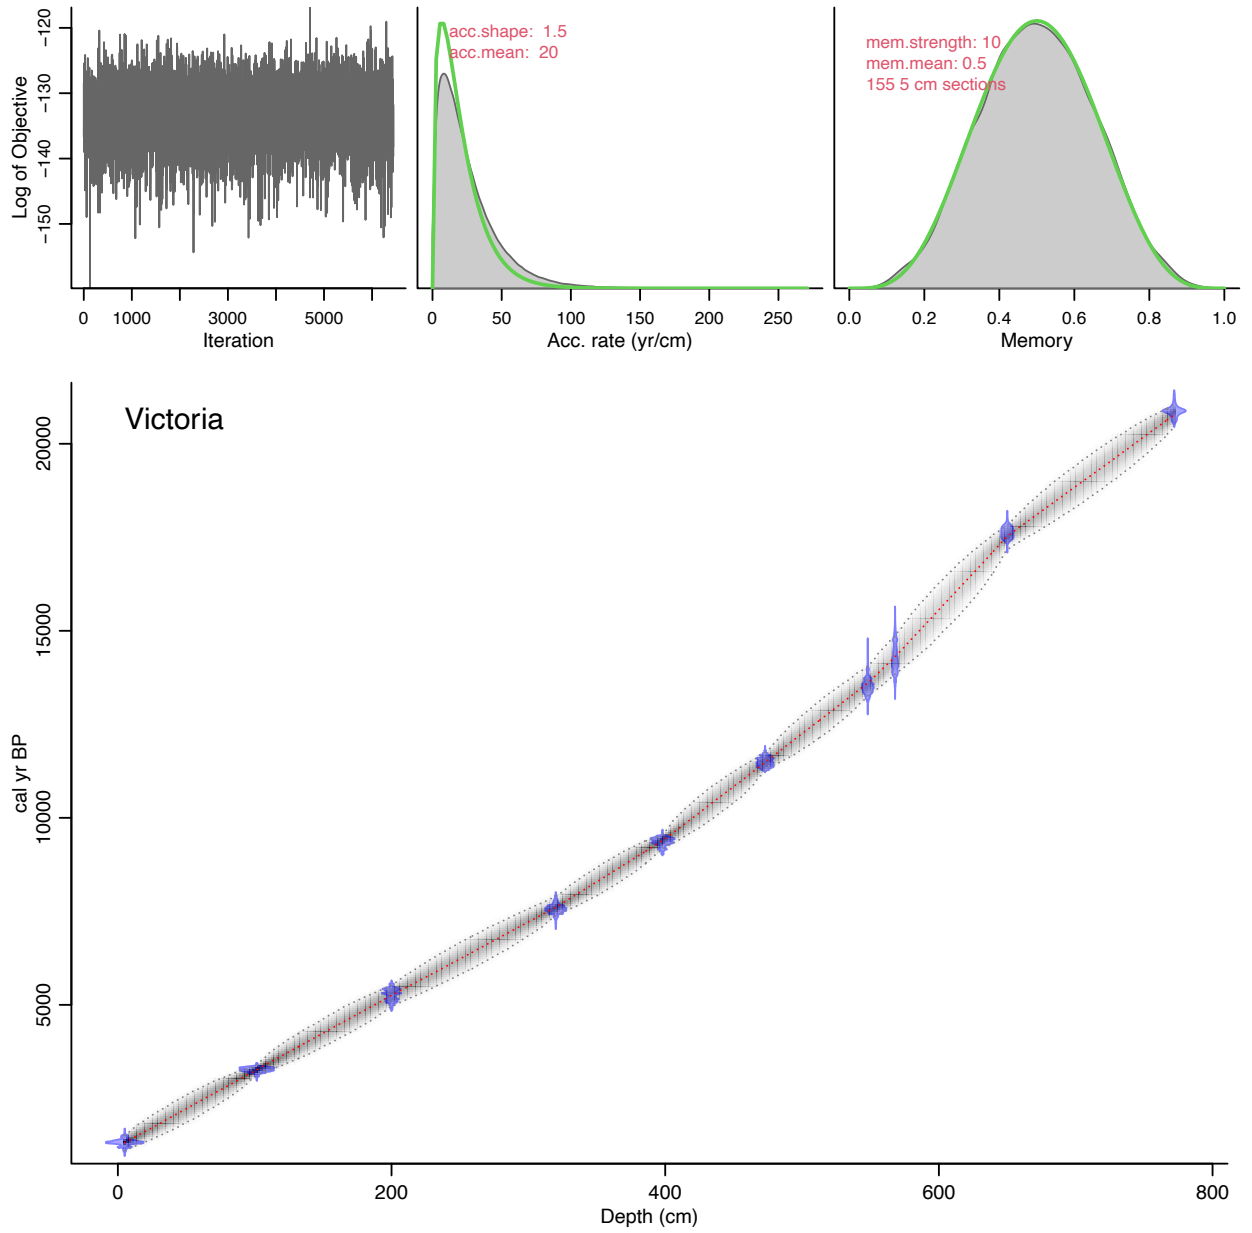 -120
-130
-140
-150
Log of Objective
0 1000 3000 5000
Iteration
acc.shape: 1.5
acc.mean: 20
0 50 100 150 200 250
Acc. rate (yr/cm)
mem.strength: 10
mem.mean: 0.5
155 5 cm sections
0.0 0.2 0.4 0.6 0.8 1.0
Memory
Victoria
20000
15000
10000
5000
cal yr BP
0 200 400 600 800
Depth (cm)